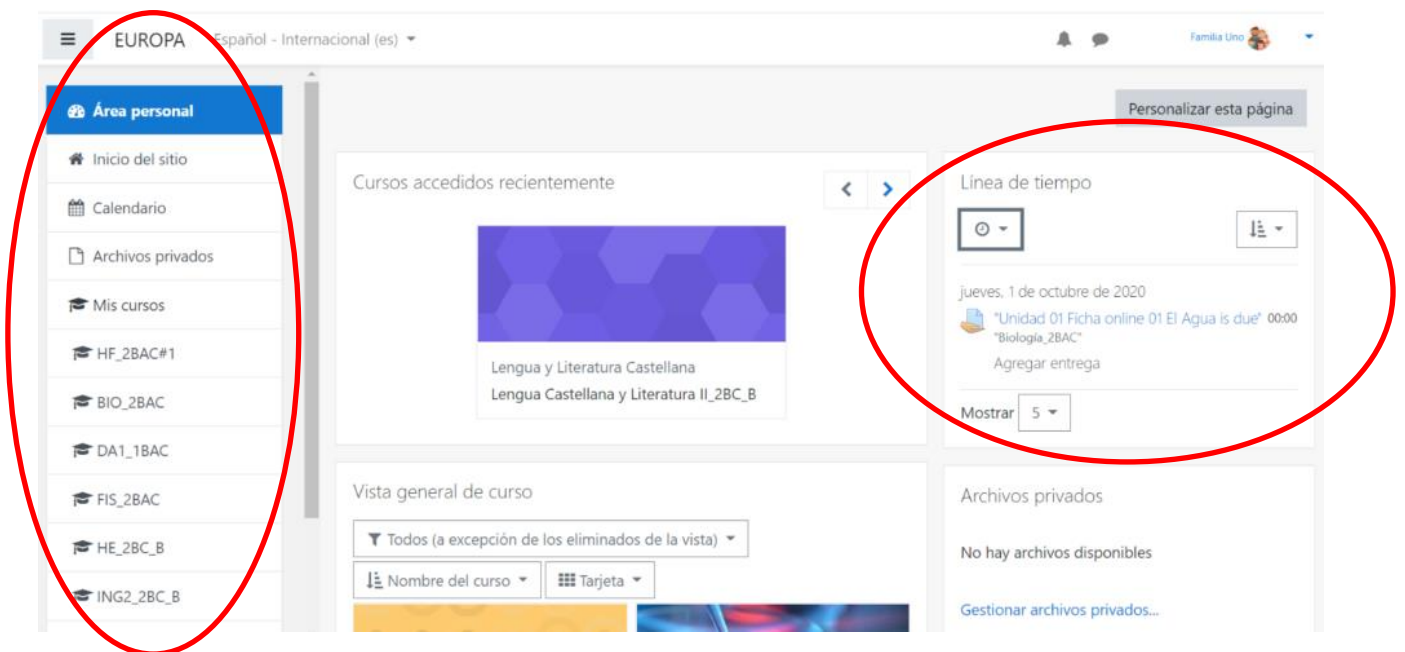 EUROPA Español - Internacional (es)
Familia Uno
Área personal
Inicio del sitio
Calendario
Archivos privados
Mis cursos
HF_2BAC#1
BIO_2BAC
DA1_1BAC
FIS_2BAC
HE_2BC_B
ING2_2BC_B
Personalizar esta página
Cursos accedidos recientemente
Lengua y Literatura Castellana
Lengua Castellana y Literatura II_2BC_B
Vista general de curso
Todos (a excepción de los eliminados de la vista)
Nombre del curso
Tarjeta
Línea de tiempo
jueves, 1 de octubre de 2020
"Unidad 01 Ficha online 01 El Agua is due" 00:00
"Biología_2BAC"
Agregar entrega
Mostrar 5
Archivos privados
No hay archivos disponibles
Gestionar archivos privados...